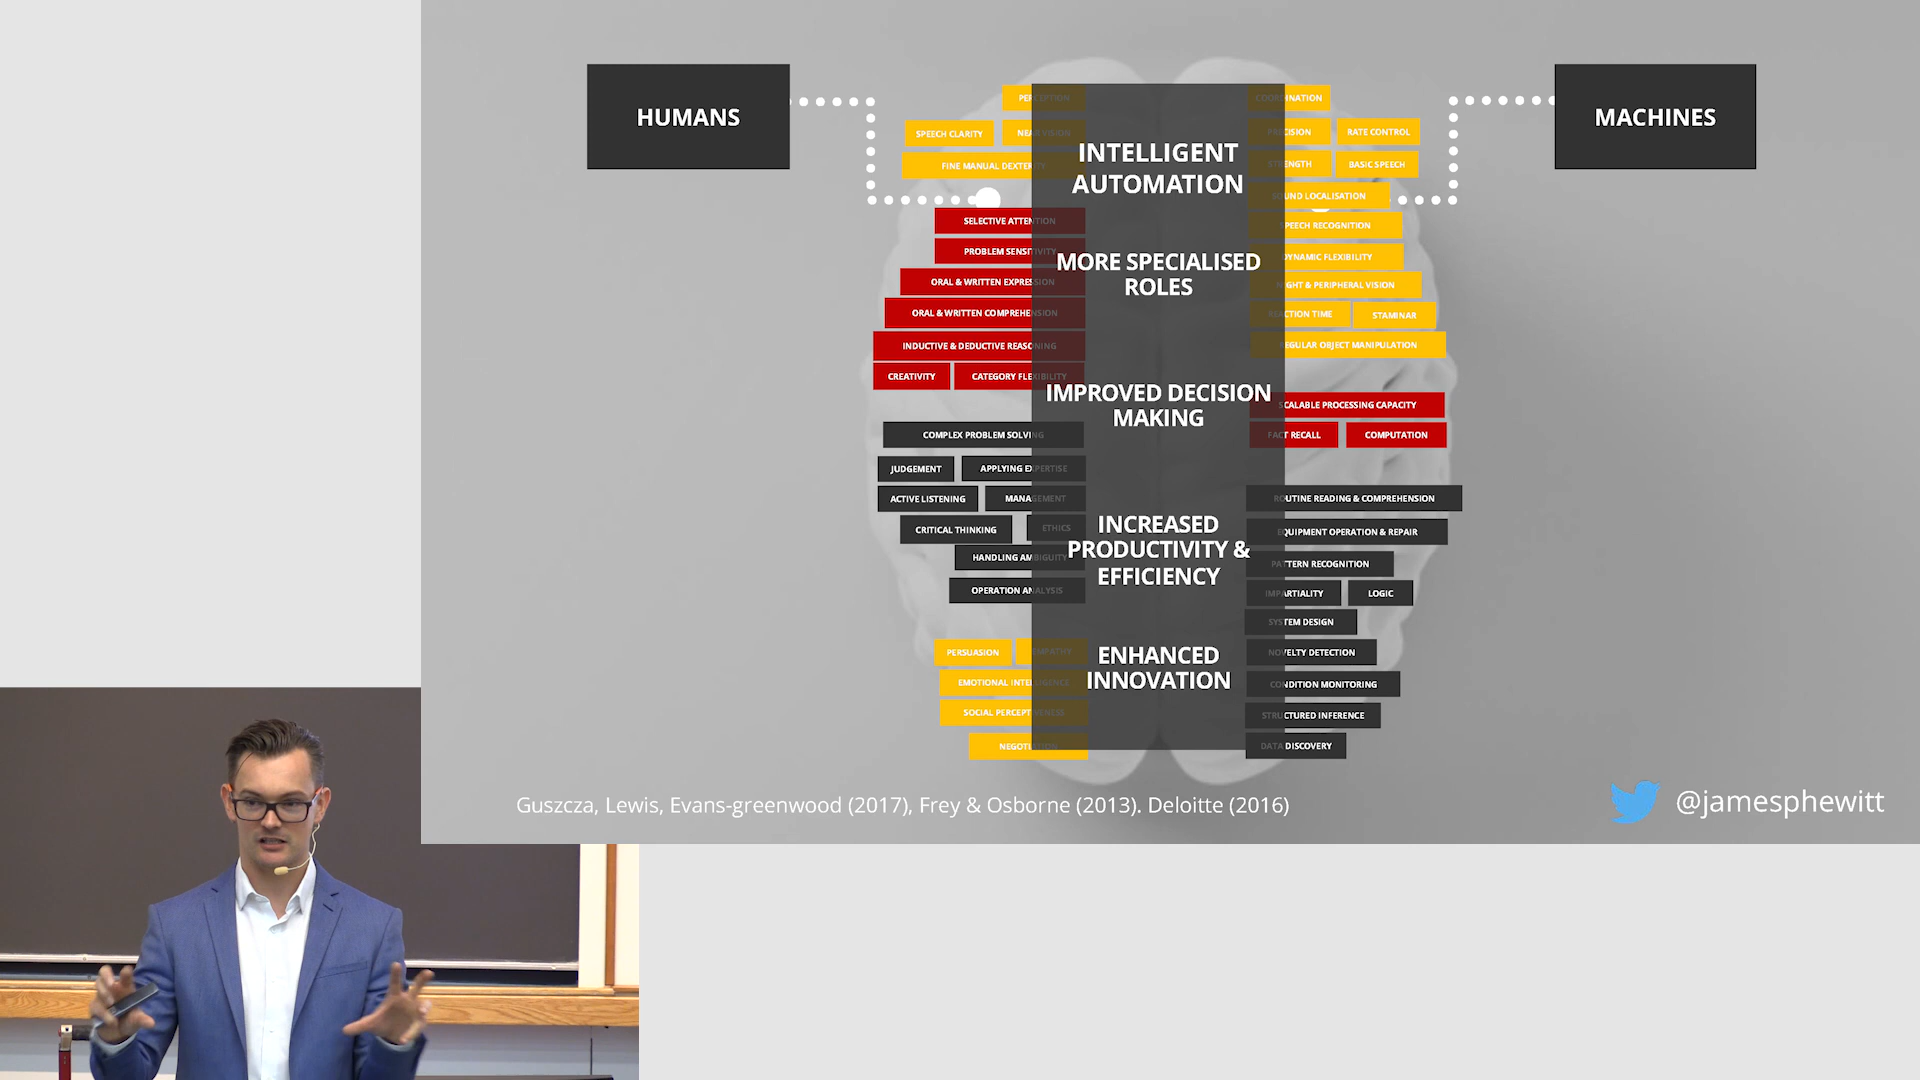 HUMANS
MACHINES
PERCEPTION
SPEECH CLARITY
NEAR VISION
FINE MANUAL DEXTERITY
SELECTIVE ATTENTION
PROBLEM SENSITIVITY
ORAL & WRITTEN EXPRESSION
ORAL & WRITTEN COMPREHENSION
INDUCTIVE & DEDUCTIVE REASONING
CREATIVITY
CATEGORY FLEXIBILITY
COMPLEX PROBLEM SOLVING
JUDGEMENT
APPLYING EXPERTISE
ACTIVE LISTENING
MANAGEMENT
CRITICAL THINKING
ETHICS
HANDLING AMBIGUITY
OPERATION ANALYSIS
PERSUASION
EMPATHY
EMOTIONAL INTELLIGENCE
SOCIAL PERCEPTIVENESS
NEGOTIATION
INTELLIGENT
AUTOMATION
MORE SPECIALISED
ROLES
IMPROVED DECISION
MAKING
INCREASED
PRODUCTIVITY &
EFFICIENCY
ENHANCED
INNOVATION
COORDINATION
PRECISION
RATE CONTROL
STRENGTH
BASIC SPEECH
SOUND LOCALISATION
SPEECH RECOGNITION
DYNAMIC FLEXIBILITY
NIGHT & PERIPHERAL VISION
REACTION TIME
STAMINAR
REGULAR OBJECT MANIPULATION
SCALABLE PROCESSING CAPACITY
FACT RECALL
COMPUTATION
ROUTINE READING & COMPREHENSION
EQUIPMENT OPERATION & REPAIR
PATTERN RECOGNITION
IMPARTIALITY
LOGIC
SYSTEM DESIGN
NOVELTY DETECTION
CONDITION MONITORING
STRUCTURED INFERENCE
DATA DISCOVERY
Guszcza, Lewis, Evans-greenwood (2017), Frey & Osborne (2013). Deloitte (2016)
@jamesphewitt